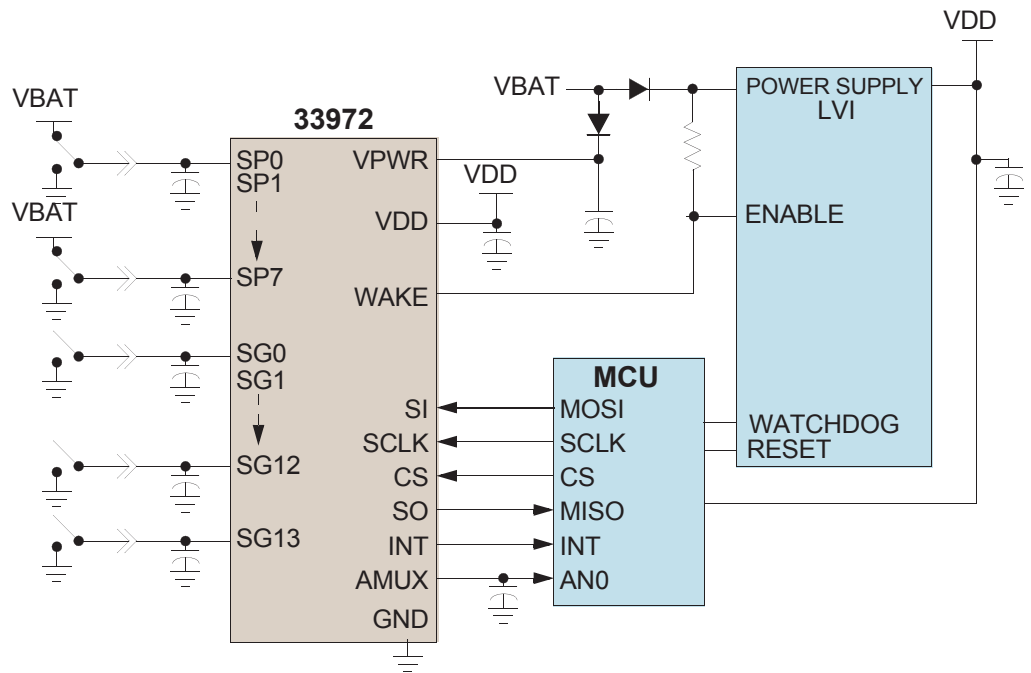 VDD
VBAT
POWER SUPPLY
LVI
VBAT
33972
SP0
SP1
VPWR
VDD
VBAT
VDD
ENABLE
SP7
WAKE
SG0
SG1
MCU
SI
MOSI
WATCHDOG
SCLK
SCLK
RESET
SG12
CS
CS
SO
MISO
SG13
INT
INT
AMUX
AN0
GND